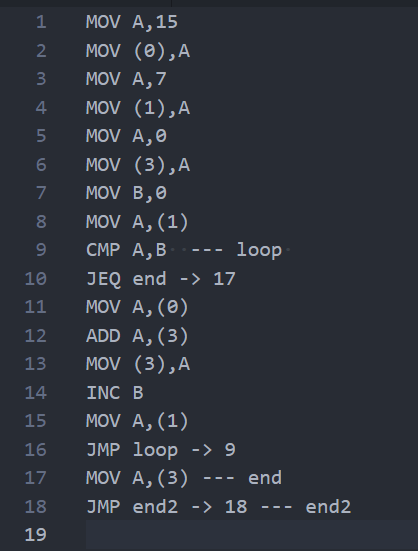 1 MOV A,15
2 MOV (0),A
3 MOV A,7
4 MOV (1),A
5 MOV A,0
6 MOV (3),A
7 MOV B,0
8 MOV A,(1)
9 CMP A,B --- loop
10 JEQ end -> 17
11 MOV A,(0)
12 ADD A,(3)
13 MOV (3),A
14 INC B
15 MOV A,(1)
16 JMP loop -> 9
17 MOV A,(3) --- end
18 JMP end2 -> 18 --- end2
19